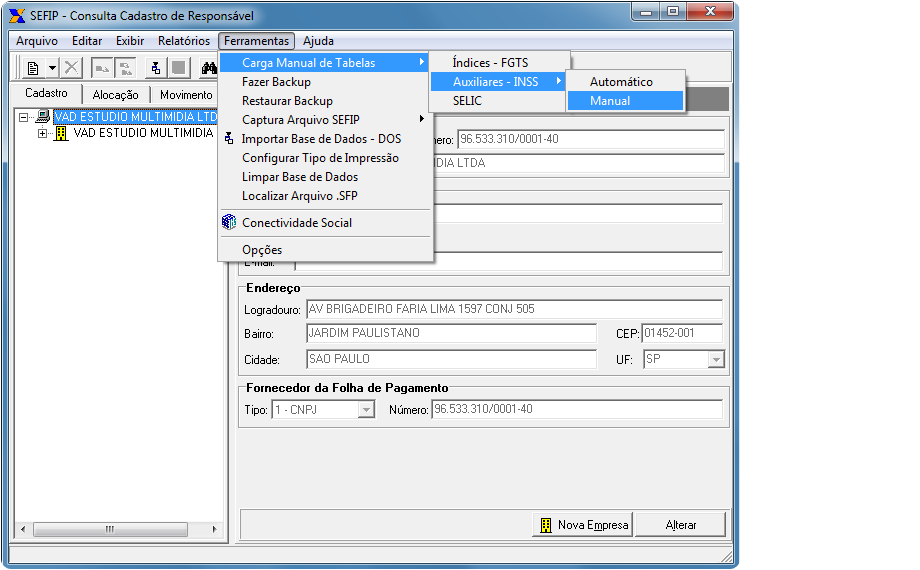 SEFIP - Consulta Cadastro de Responsável
Arquivo Editar Exibir Relatórios Ferramentas Ajuda
Carga Manual de Tabelas
Fazer Backup
Restaurar Backup
Captura Arquivo SEFIP
Importar Base de Dados - DOS
Configurar Tipo de Impressão
Limpar Base de Dados
Localizar Arquivo .SFP
Conectividade Social
Opções
Índices - FGTS
Auxiliares - INSS
SELIC
Automático
Manual
Cadastro Alocação Movimento
VAD ESTUDIO MULTIMIDIA LTD
VAD ESTUDIO MULTIMIDIA
mero: 96.533.310/0001-40
DIA LTDA
E-mail:
Endereço
Logradouro: AV BRIGADEIRO FARIA LIMA 1597 CONJ 505
Bairro: JARDIM PAULISTANO CEP: 01452-001
Cidade: SAO PAULO UF: SP
Fornecedor da Folha de Pagamento
Tipo: 1 - CNPJ Número: 96.533.310/0001-40
Nova Empresa Alterar